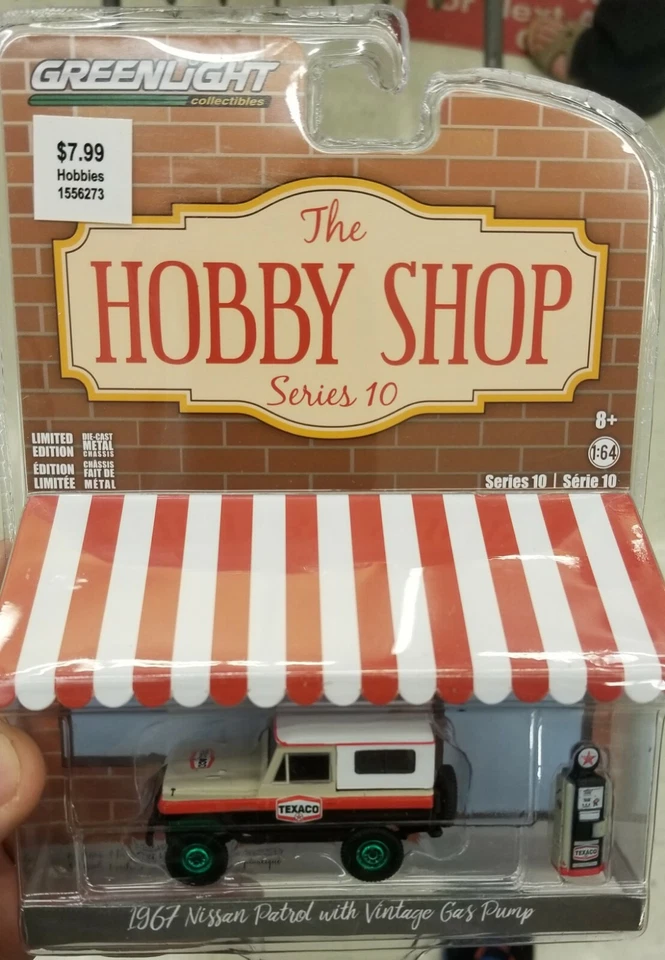 For Next
GREENLIGHT
collectibles
$7.99
Hobbies
1556273
The
HOBBY SHOP
Series 10
8+
LIMITED EDITION
DIE-CAST METAL CHASSIS
1:64
ÉDITION LIMITÉE
CHÂSSIS FAIT DE MÉTAL
Series 10 | Série 10
TEXACO
TEXACO
1967 Nissan Patrol with Vintage Gas Pump